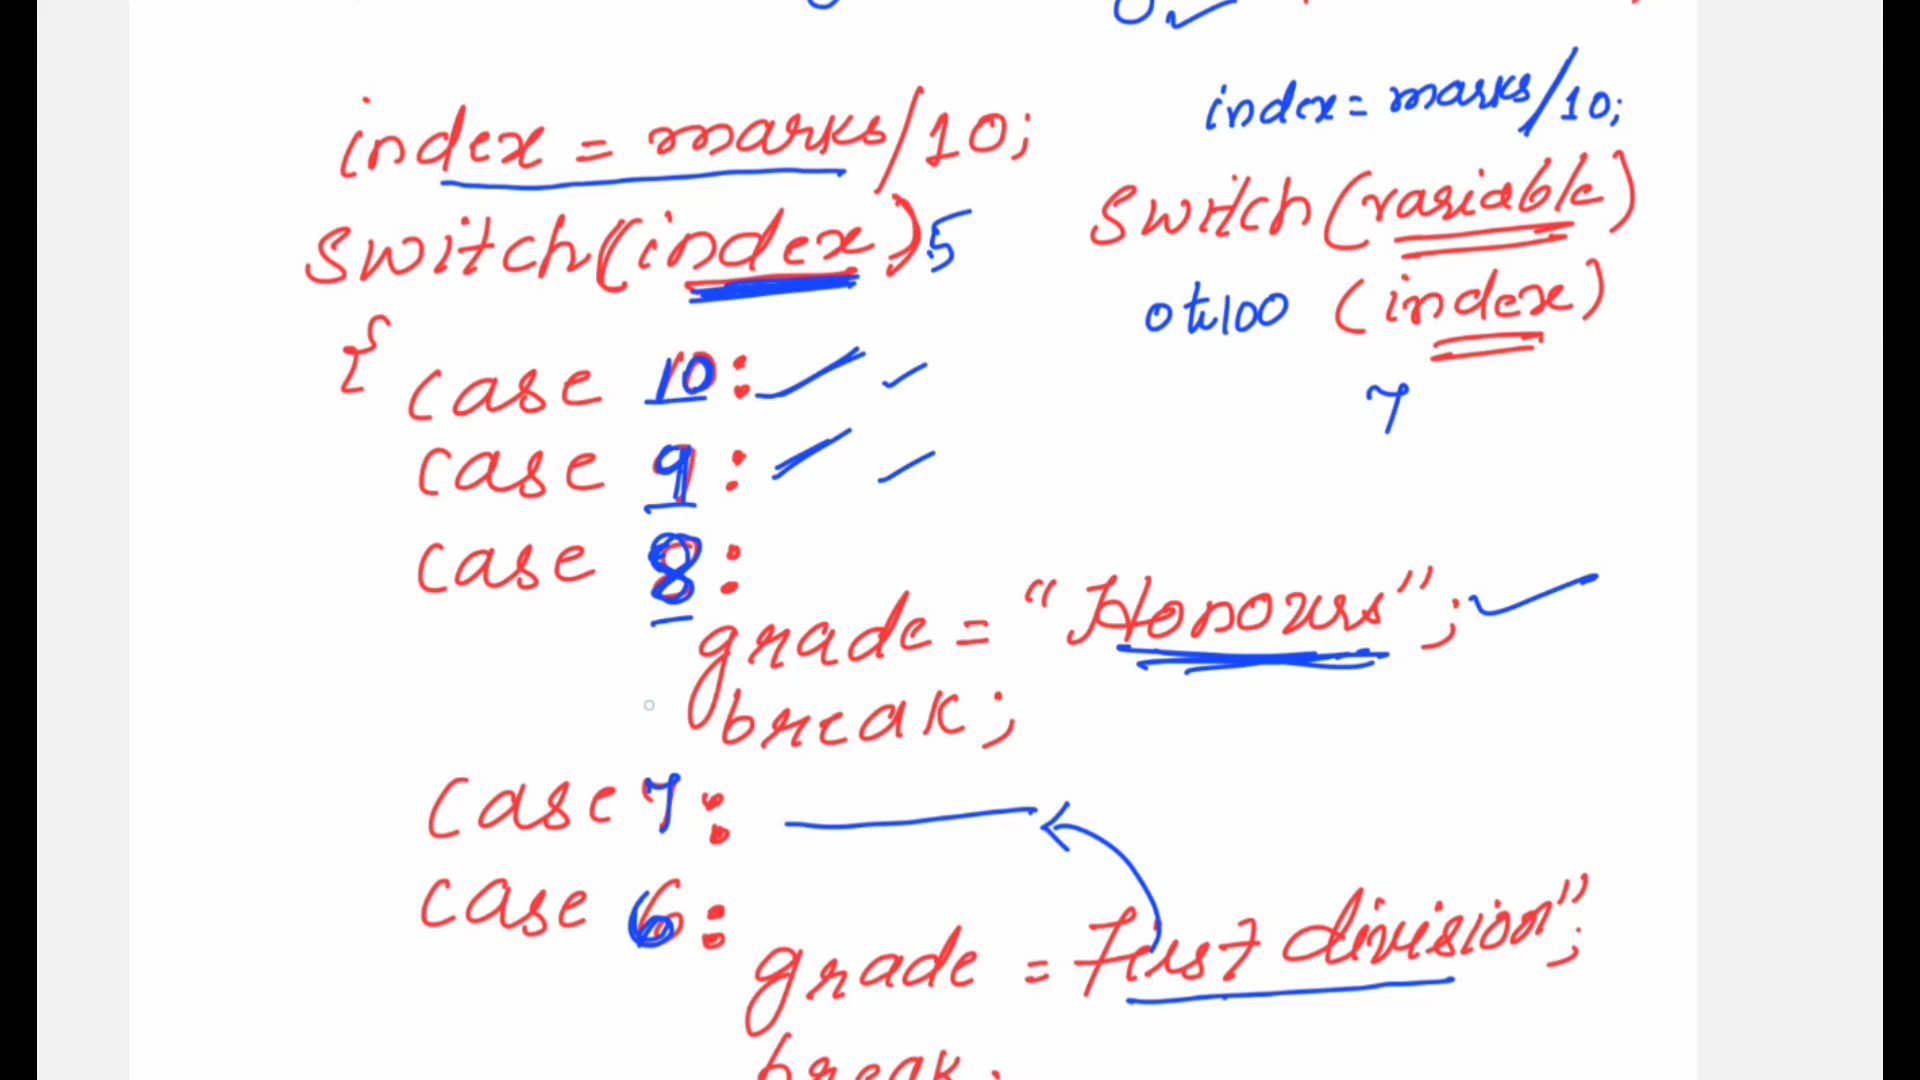 index = marks/10;
switch(index) 5
{
case 10:
case 9:
case 8:
grade = "Honours";
break;
case 7:
case 6:
grade = First division";
break;
index = marks/10;
switch(variable)
0 to 100 (index)
7